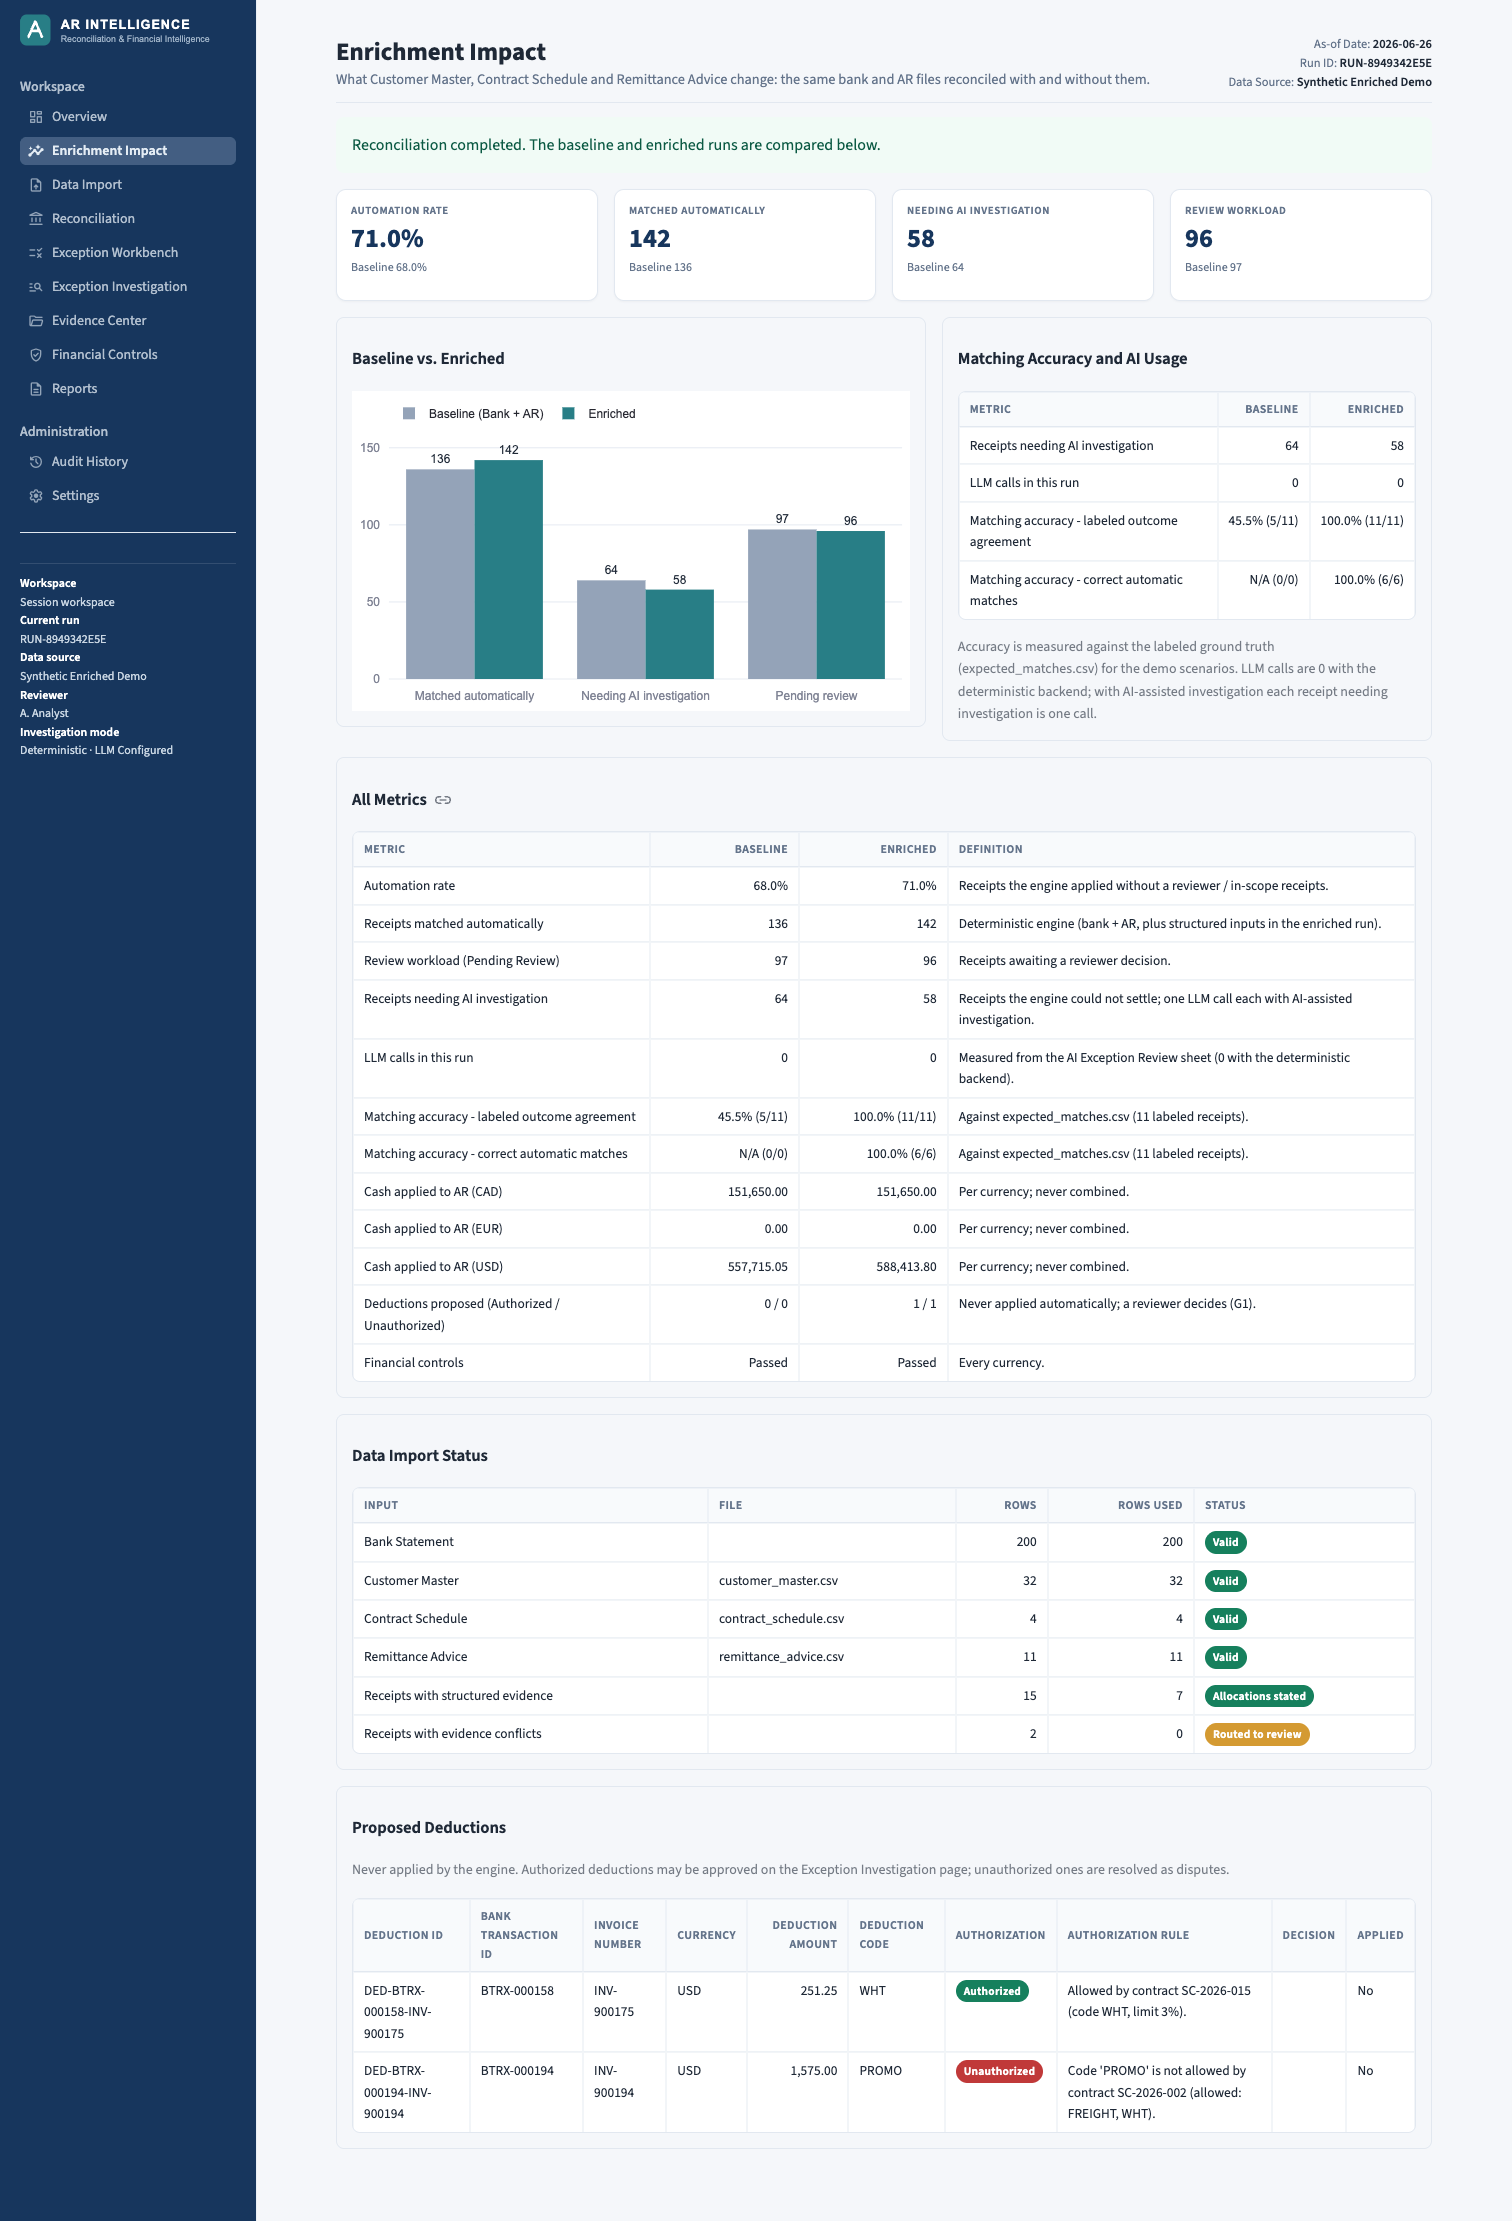 AR INTELLIGENCE
Reconciliation & Financial Intelligence
Workspace
Overview
Enrichment Impact
Data Import
Reconciliation
Exception Workbench
Exception Investigation
Evidence Center
Financial Controls
Reports
Administration
Audit History
Settings
Workspace
Session workspace
Current run
RUN-8949342E5E
Data source
Synthetic Enriched Demo
Reviewer
A. Analyst
Investigation mode
Deterministic · LLM Configured
Enrichment Impact
What Customer Master, Contract Schedule and Remittance Advice change: the same bank and AR files reconciled with and without them.
As-of Date: 2026-06-26
Run ID: RUN-8949342E5E
Data Source: Synthetic Enriched Demo
Reconciliation completed. The baseline and enriched runs are compared below.
AUTOMATION RATE
71.0%
Baseline 68.0%
MATCHED AUTOMATICALLY
142
Baseline 136
NEEDING AI INVESTIGATION
58
Baseline 64
REVIEW WORKLOAD
96
Baseline 97
Baseline vs. Enriched
Baseline (Bank + AR) Enriched
150
100
50
0
136
142
64
58
97
96
Matched automatically
Needing AI investigation
Pending review
Matching Accuracy and AI Usage
METRIC BASELINE ENRICHED
Receipts needing AI investigation 64 58
LLM calls in this run 0 0
Matching accuracy - labeled outcome 45.5% (5/11) 100.0% (11/11)
agreement
Matching accuracy - correct automatic N/A (0/0) 100.0% (6/6)
matches
Accuracy is measured against the labeled ground truth
(expected_matches.csv) for the demo scenarios. LLM calls are 0 with the
deterministic backend; with AI-assisted investigation each receipt needing
investigation is one call.
All Metrics
METRIC BASELINE ENRICHED DEFINITION
Automation rate 68.0% 71.0% Receipts the engine applied without a reviewer / in-scope receipts.
Receipts matched automatically 136 142 Deterministic engine (bank + AR, plus structured inputs in the enriched run).
Review workload (Pending Review) 97 96 Receipts awaiting a reviewer decision.
Receipts needing AI investigation 64 58 Receipts the engine could not settle; one LLM call each with AI-assisted
investigation.
LLM calls in this run 0 0 Measured from the AI Exception Review sheet (0 with the deterministic
backend).
Matching accuracy - labeled outcome agreement 45.5% (5/11) 100.0% (11/11) Against expected_matches.csv (11 labeled receipts).
Matching accuracy - correct automatic matches N/A (0/0) 100.0% (6/6) Against expected_matches.csv (11 labeled receipts).
Cash applied to AR (CAD) 151,650.00 151,650.00 Per currency; never combined.
Cash applied to AR (EUR) 0.00 0.00 Per currency; never combined.
Cash applied to AR (USD) 557,715.05 588,413.80 Per currency; never combined.
Deductions proposed (Authorized / 0 / 0 1 / 1 Never applied automatically; a reviewer decides (G1).
Unauthorized)
Financial controls Passed Passed Every currency.
Data Import Status
INPUT FILE ROWS ROWS USED STATUS
Bank Statement 200 200 Valid
Customer Master customer_master.csv 32 32 Valid
Contract Schedule contract_schedule.csv 4 4 Valid
Remittance Advice remittance_advice.csv 11 11 Valid
Receipts with structured evidence 15 7 Allocations stated
Receipts with evidence conflicts 2 0 Routed to review
Proposed Deductions
Never applied by the engine. Authorized deductions may be approved on the Exception Investigation page; unauthorized ones are resolved as disputes.
DEDUCTION ID
BANK
TRANSACTION
ID
INVOICE
NUMBER
CURRENCY
DEDUCTION
AMOUNT
DEDUCTION
CODE
AUTHORIZATION
AUTHORIZATION RULE
DECISION
APPLIED
DED-BTRX- BTRX-000158 INV- USD 251.25 WHT Authorized Allowed by contract SC-2026-015 No
000158-INV- 900175 (code WHT, limit 3%).
900175
DED-BTRX- BTRX-000194 INV- USD 1,575.00 PROMO Unauthorized Code 'PROMO' is not allowed by No
000194-INV- 900194 contract SC-2026-002 (allowed:
900194 FREIGHT, WHT).